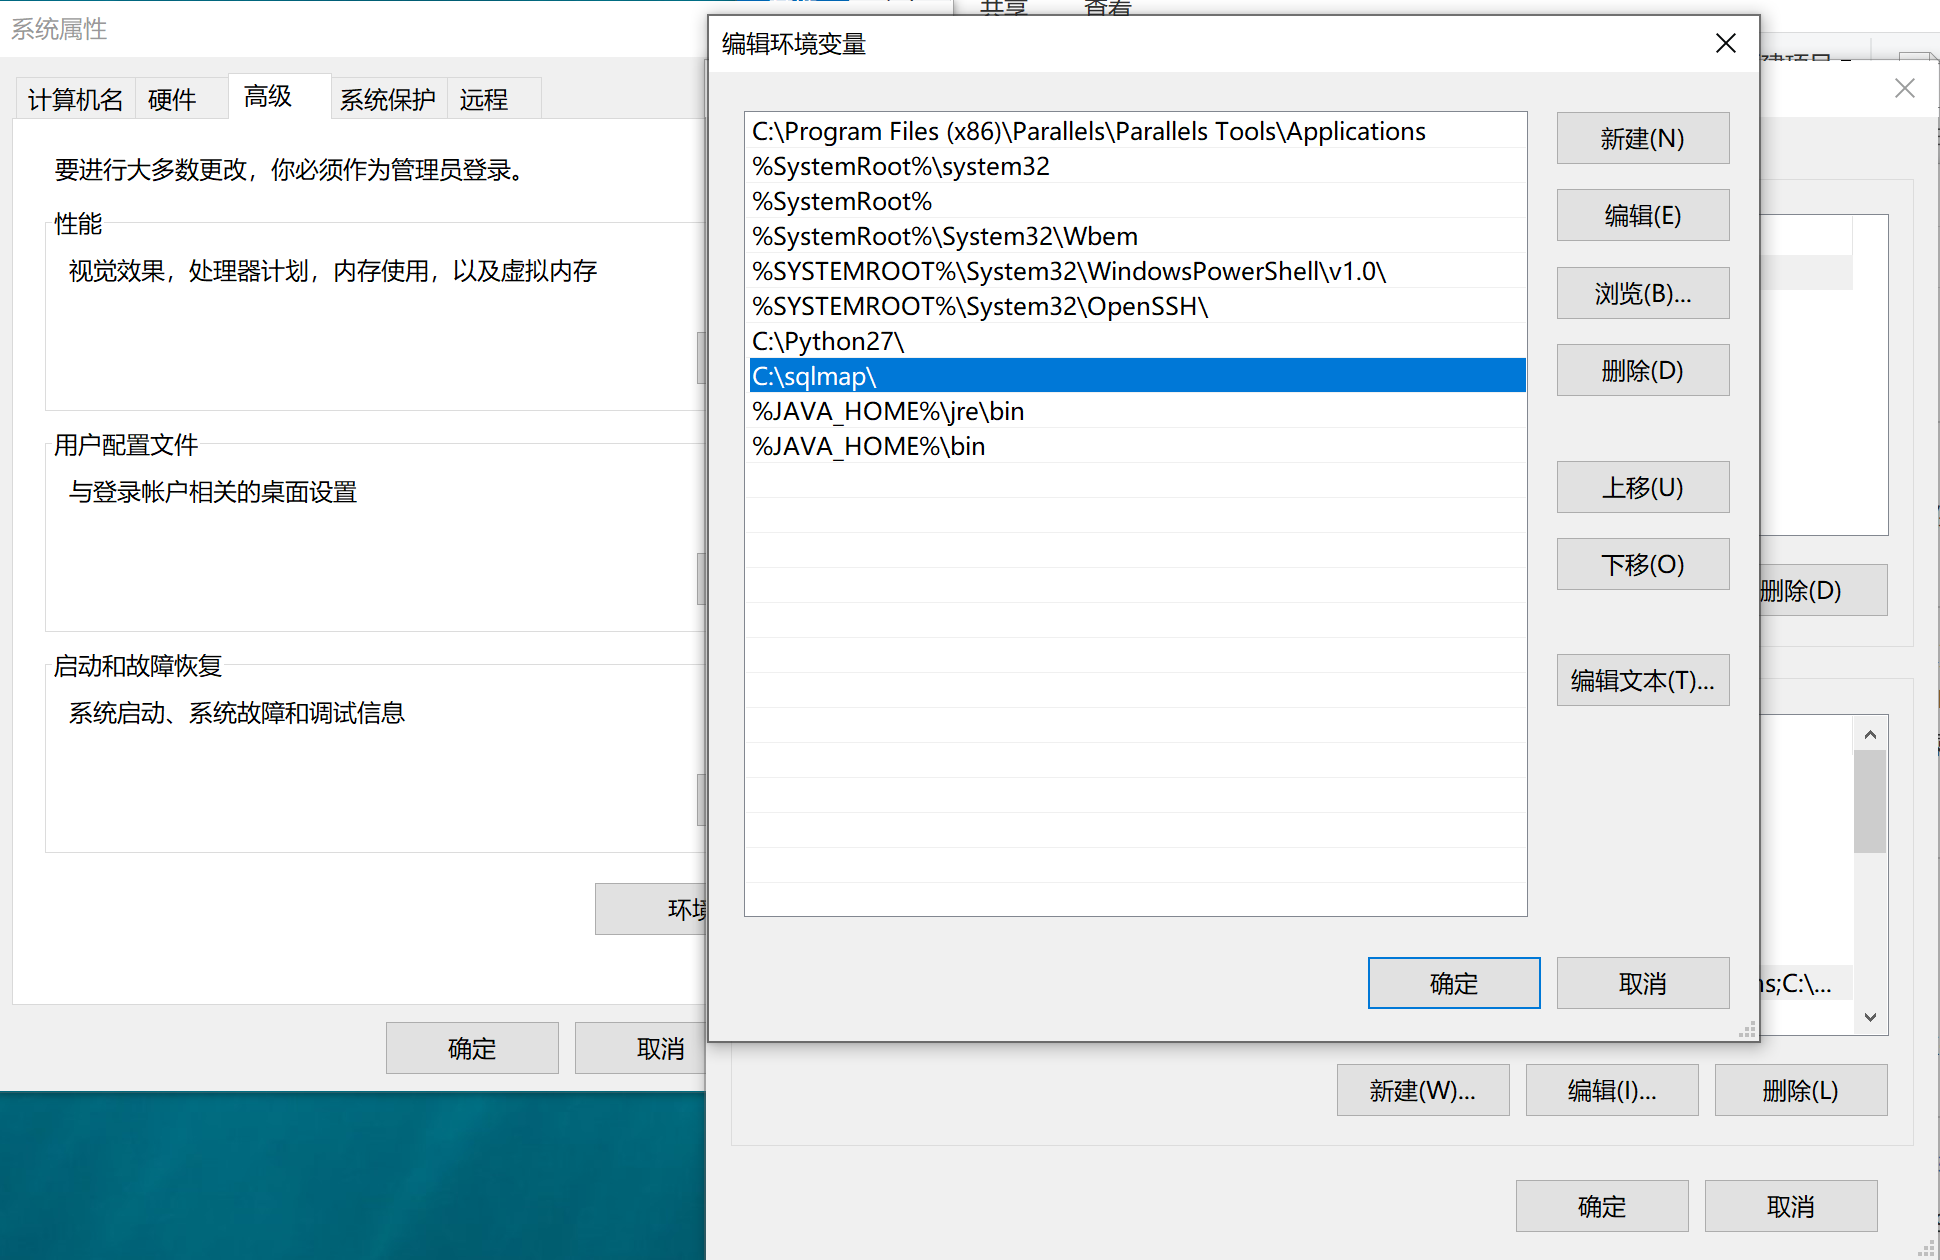 共享
查看
系统属性
计算机名
硬件
高级
系统保护
远程
要进行大多数更改，你必须作为管理员登录。
性能
视觉效果，处理器计划，内存使用，以及虚拟内存
用户配置文件
与登录帐户相关的桌面设置
启动和故障恢复
系统启动、系统故障和调试信息
环境
确定
取消
编辑环境变量
C:\Program Files (x86)\Parallels\Parallels Tools\Applications
%SystemRoot%\system32
%SystemRoot%
%SystemRoot%\System32\Wbem
%SYSTEMROOT%\System32\WindowsPowerShell\v1.0\
%SYSTEMROOT%\System32\OpenSSH\
C:\Python27\
C:\sqlmap\
%JAVA_HOME%\jre\bin
%JAVA_HOME%\bin
新建(N)
编辑(E)
浏览(B)...
删除(D)
上移(U)
下移(O)
编辑文本(T)...
确定
取消
删除(D)
ns;C:\...
新建(W)...
编辑(I)...
删除(L)
确定
取消